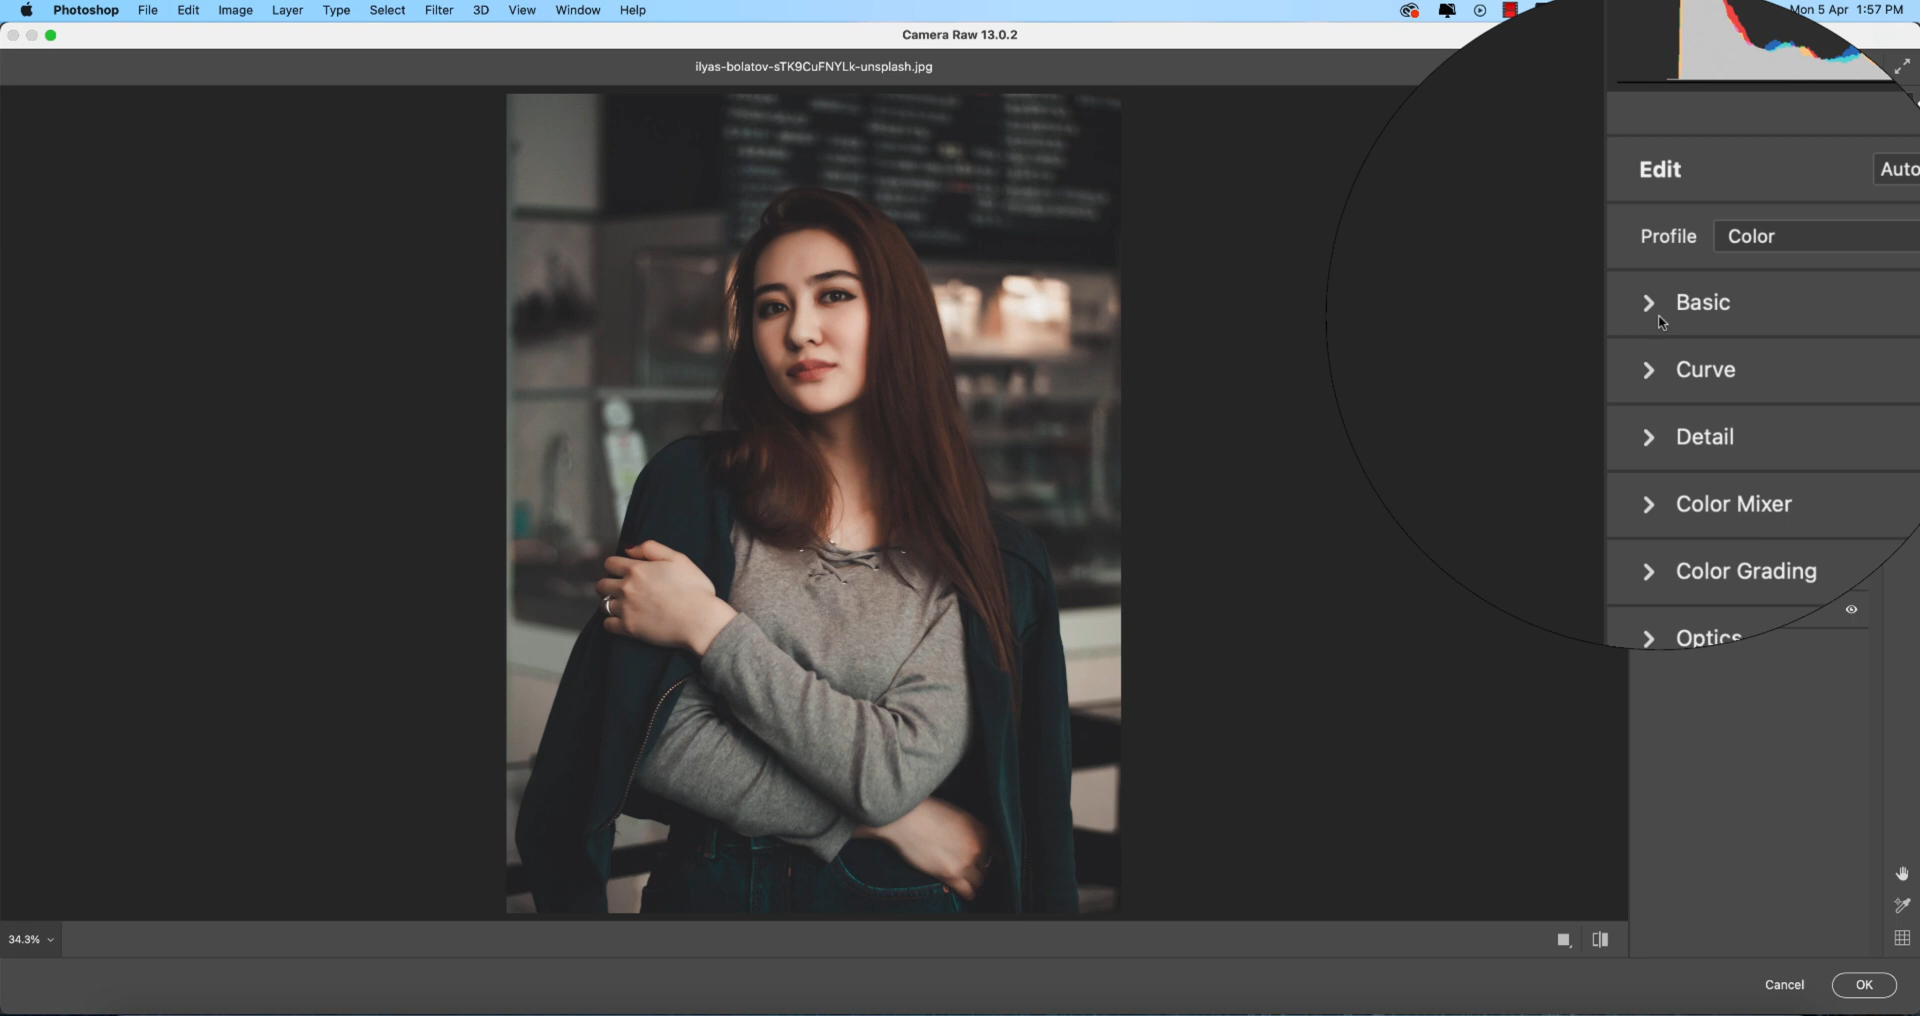 Photoshop File Edit Image Layer Type Select Filter 3D View Window Help Mon 5 Apr 1:57 PM
Camera Raw 13.0.2
ilyas-bolatov-sTK9CuFNYLk-unsplash.jpg
Edit Auto
Profile Color
Basic
Curve
Detail
Color Mixer
Color Grading
Optics
34.3%
Cancel OK